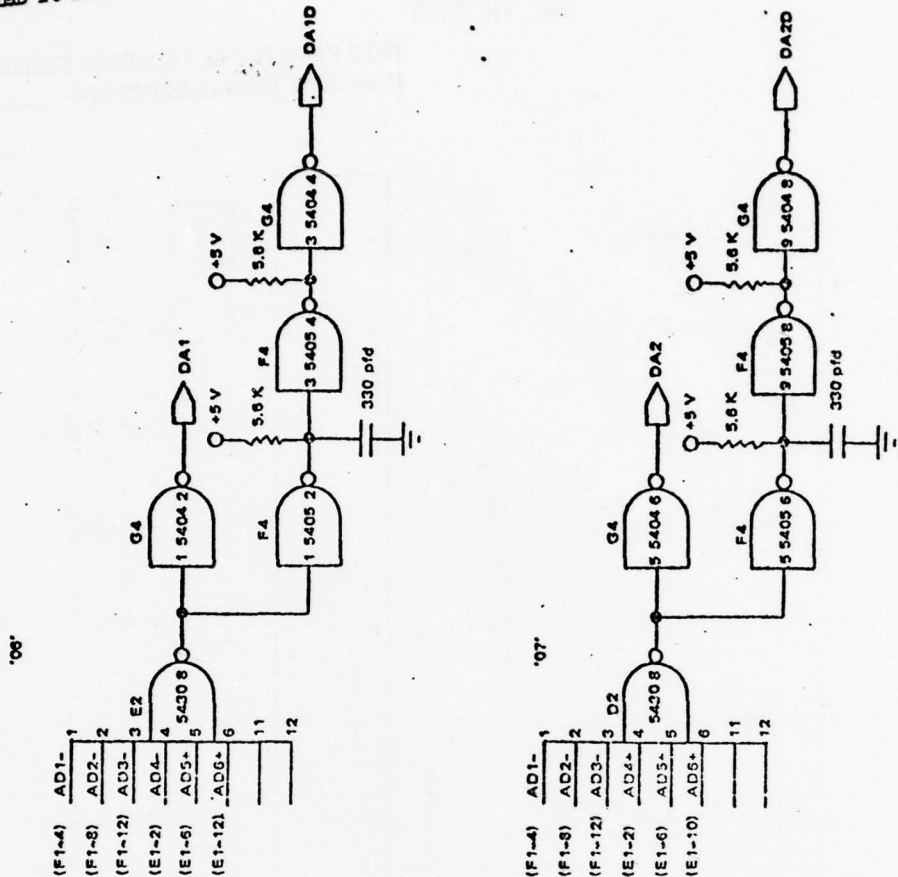 '06'
(F1-4) AD1- 1
(F1-8) AD2- 2
(F1-12) AD3- 3
(E1-2) AD4- 4
(E1-6) AD5+ 5
(E1-12) AD6+ 6
11
12
E2
5430 8
G4
1 5404 2
DA1
F4
1 5405 2
+5 V
5.6 K
330 pfd
F4
3 5405 4
+5 V
5.6 K
G4
3 5404 4
DA1D
'07'
(F1-4) AD1- 1
(F1-8) AD2- 2
(F1-12) AD3- 3
(E1-2) AD4+ 4
(E1-6) AD5+ 5
(E1-10) AD6+ 6
11
12
D2
5430 8
G4
5 5404 6
DA2
F4
5 5405 6
+5 V
5.6 K
330 pfd
F4
9 5405 8
+5 V
5.6 K
G4
9 5404 8
DA2D